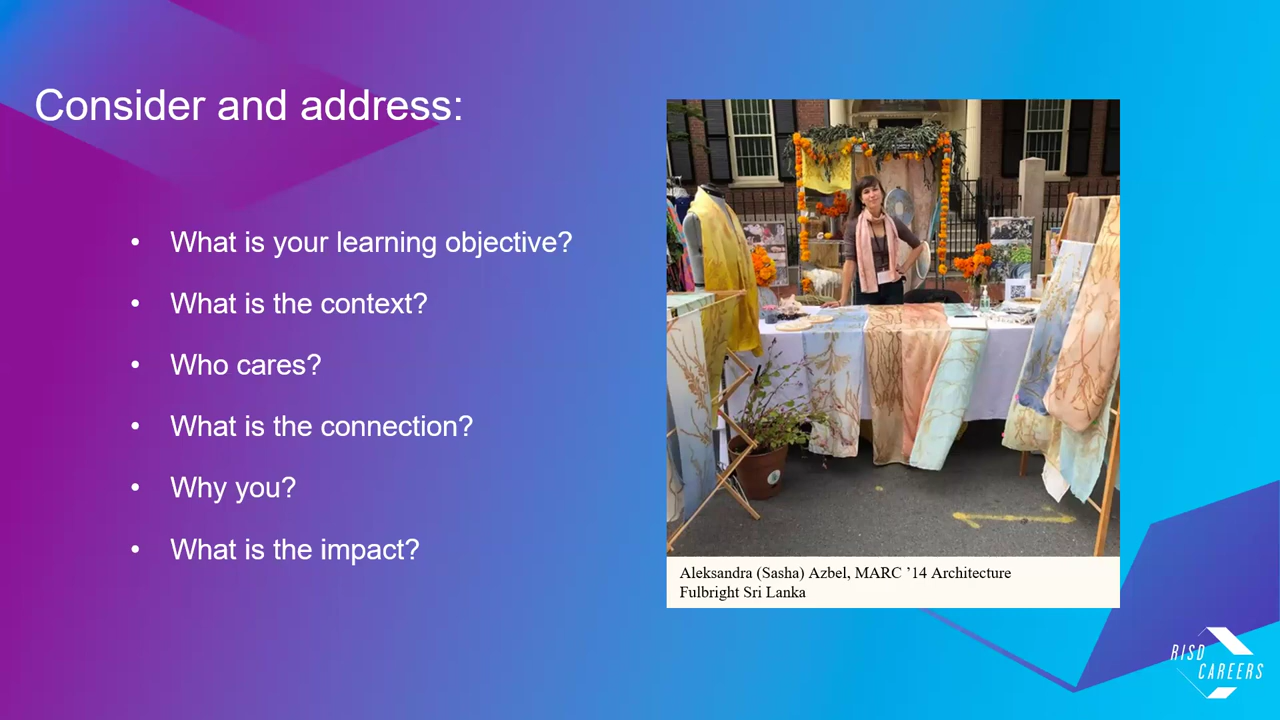 Consider and address:
• What is your learning objective?
• What is the context?
• Who cares?
• What is the connection?
• Why you?
• What is the impact?
Aleksandra (Sasha) Azbel, MARC ’14 Architecture
Fulbright Sri Lanka
RISD
CAREERS